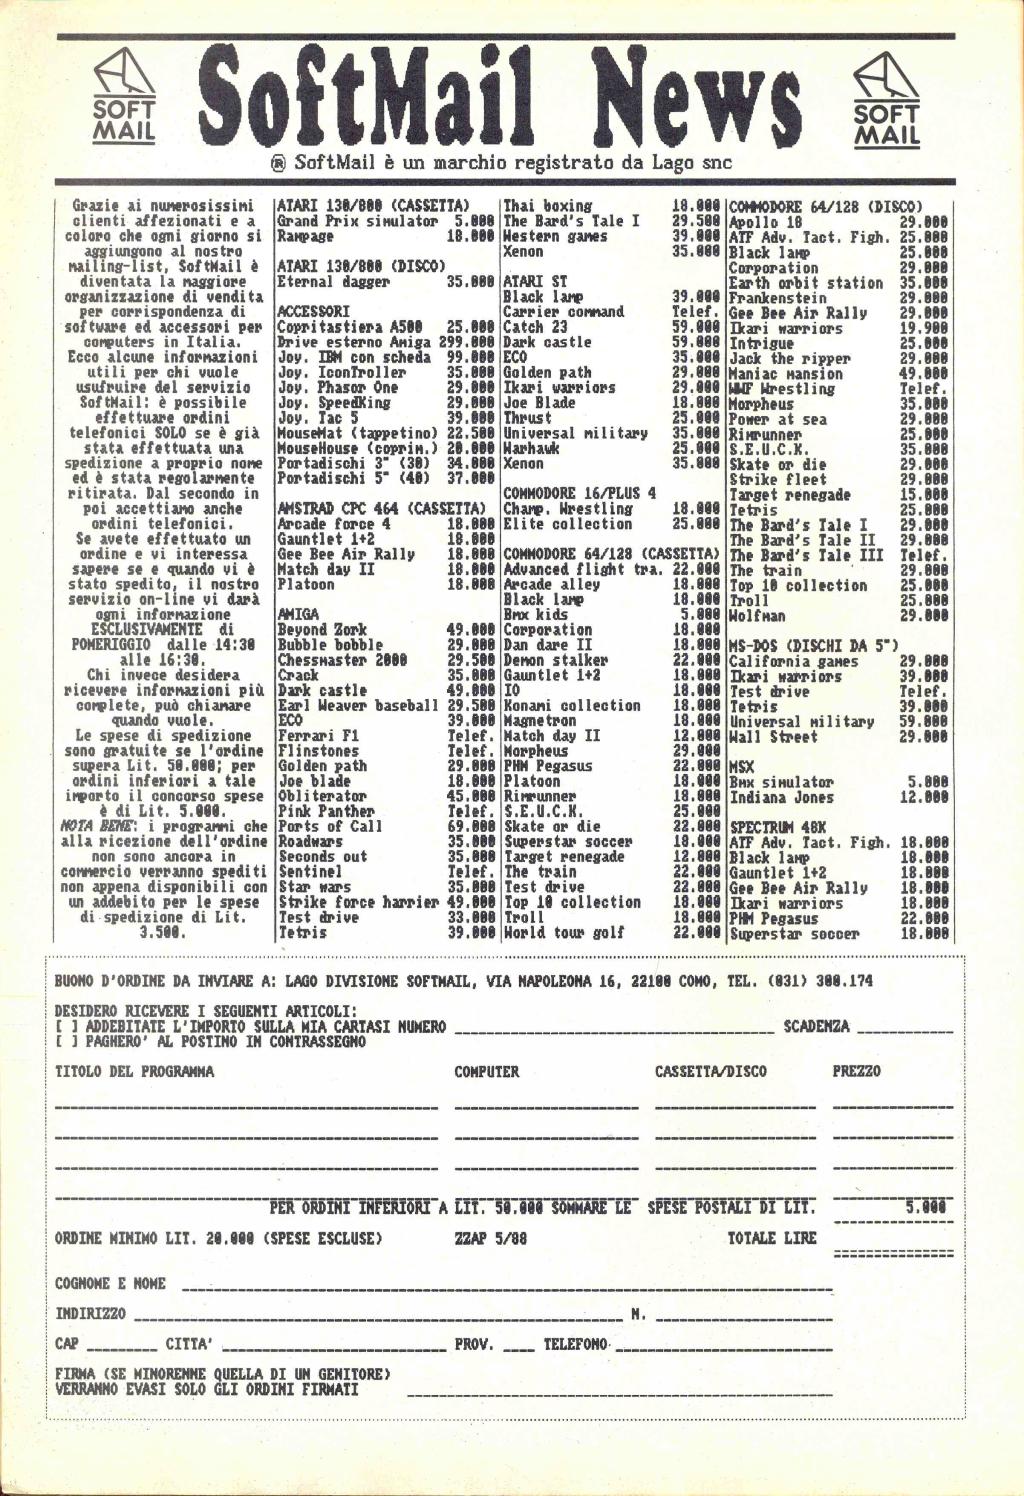 SOFT
MAIL
SoftMail News
SOFT
MAIL
® SoftMail è un marchio registrato da Lago snc
Grazie ai numerosissimi
clienti affezionati e a
coloro che ogni giorno si
aggiungono al nostro
mailing-list, SoftMail è
diventata la maggiore
organizzazione di vendita
per corrispondenza di
software ed accessori per
computers in Italia.
Ecco alcune informazioni
utili per chi vuole
usufruire del servizio
SoftMail: è possibile
effettuare ordini
telefonici SOLO se è già
stata effettuata una
spedizione a proprio nome
ed è stata regolarmente
ritirata. Dal secondo in
poi accettiamo anche
ordini telefonici.
Se avete effettuato un
ordine e vi interessa
sapere se e quando vi è
stato spedito, il nostro
servizio on-line vi darà
ogni informazione
ESCLUSIVAMENTE di
POMERIGGIO dalle 14:30
alle 16:30.
Chi invece desidera
ricevere informazioni più
complete, può chiamare
quando vuole.
Le spese di spedizione
sono gratuite se l'ordine
supera Lit. 50.000; per
ordini inferiori a tale
importo il concorso spese
è di Lit. 5.000.
NOTA BENE: i programmi che
alla ricezione dell'ordine
non sono ancora in
commercio verranno spediti
non appena disponibili con
un addebito per le spese
di spedizione di Lit.
3.500.
ATARI 130/800 (CASSETTA)
Grand Prix simulator 5.000
Rampage 18.000
ATARI 130/800 (DISCO)
Eternal dagger 35.000
ACCESSORI
Copritastiera A500 25.000
Drive esterno Amiga 299.000
Joy. IBM con scheda 99.000
Joy. IconTroller 35.000
Joy. Phasor One 29.000
Joy. SpeedKing 29.000
Joy. Tac 5 39.000
MouseMat (tappetino) 22.500
MouseHouse (coprim.) 20.000
Portadischi 3" (30) 34.000
Portadischi 5" (40) 37.000
AMSTRAD CPC 464 (CASSETTA)
Arcade force 4 18.000
Gauntlet 1+2 18.000
Gee Bee Air Rally 18.000
Match day II 18.000
Platoon 18.000
AMIGA
Beyond Zork 49.000
Bubble bobble 29.000
Chessmaster 2000 29.500
Crack 35.000
Dark castle 49.000
Earl Weaver baseball 29.500
ECO 39.000
Ferrari F1 Telef.
Flinstones Telef.
Golden path 29.000
Joe blade 18.000
Obliterator 45.000
Pink Panther Telef.
Ports of Call 69.000
Roadwars 35.000
Seconds out 35.000
Sentinel Telef.
Star wars 35.000
Strike force harrier 49.000
Test drive 33.000
Tetris 39.000
Thai boxing 18.000
The Bard's Tale I 29.500
Western games 39.000
Xenon 35.000
ATARI ST
Black lamp 39.000
Carrier command Telef.
Catch 23 59.000
Dark castle 59.000
ECO 35.000
Golden path 29.000
Ikari warriors 29.000
Joe Blade 18.000
Thrust 25.000
Universal military 35.000
Warhawk 25.000
Xenon 35.000
COMMODORE 16/PLUS 4
Champ. Wrestling 18.000
Elite collection 25.000
COMMODORE 64/128 (CASSETTA)
Advanced flight tra. 22.000
Arcade alley 18.000
Black lamp 18.000
Bmx kids 5.000
Corporation 18.000
Dan dare II 18.000
Demon stalker 22.000
Gauntlet 1+2 18.000
IO 18.000
Konami collection 18.000
Magnetron 18.000
Match day II 12.000
Morpheus 29.000
PHM Pegasus 22.000
Platoon 18.000
Rimrunner 18.000
S.E.U.C.K. 25.000
Skate or die 22.000
Superstar soccer 18.000
Target renegade 12.000
The train 22.000
Test drive 22.000
Top 10 collection 18.000
Troll 18.000
World tour golf 22.000
COMMODORE 64/128 (DISCO)
Apollo 18 29.000
ATF Adv. Tact. Figh. 25.000
Black lamp 25.000
Corporation 29.000
Earth orbit station 35.000
Frankenstein 29.000
Gee Bee Air Rally 29.000
Ikari warriors 19.900
Intrigue 25.000
Jack the ripper 29.000
Maniac mansion 49.000
WWF Wrestling Telef.
Morpheus 35.000
Power at sea 29.000
Rimrunner 25.000
S.E.U.C.K. 35.000
Skate or die 29.000
Strike fleet 29.000
Target renegade 15.000
Tetris 25.000
The Bard's Tale I 29.000
The Bard's Tale II 29.000
The Bard's Tale III Telef.
The train 29.000
Top 10 collection 25.000
Troll 25.000
Wolfman 29.000
MS-DOS (DISCHI DA 5")
California games 29.000
Ikari warriors 39.000
Test drive Telef.
Tetris 39.000
Universal military 59.000
Wall Street 29.000
MSX
Bmx simulator 5.000
Indiana Jones 12.000
SPECTRUM 48K
ATF Adv. Tact. Figh. 18.000
Black lamp 18.000
Gauntlet 1+2 18.000
Gee Bee Air Rally 18.000
Ikari warriors 18.000
PHM Pegasus 22.000
Superstar soccer 18.000
BUONO D'ORDINE DA INVIARE A: LAGO DIVISIONE SOFTMAIL, VIA NAPOLEONA 16, 22100 COMO, TEL. (031) 300.174
DESIDERO RICEVERE I SEGUENTI ARTICOLI:
[ ] ADDEBITATE L'IMPORTO SULLA MIA CARTASI NUMERO SCADENZA
[ ] PAGHERO' AL POSTINO IN CONTRASSEGNO
TITOLO DEL PROGRAMMA COMPUTER CASSETTA/DISCO PREZZO
PER ORDINI INFERIORI A LIT. 50.000 SOMMARE LE SPESE POSTALI DI LIT. 5.000
ORDINE MINIMO LIT. 20.000 (SPESE ESCLUSE) ZZAP 5/88 TOTALE LIRE
COGNOME E NOME
INDIRIZZO N.
CAP CITTA' PROV. TELEFONO
FIRMA (SE MINORENNE QUELLA DI UN GENITORE)
VERRANNO EVASI SOLO GLI ORDINI FIRMATI